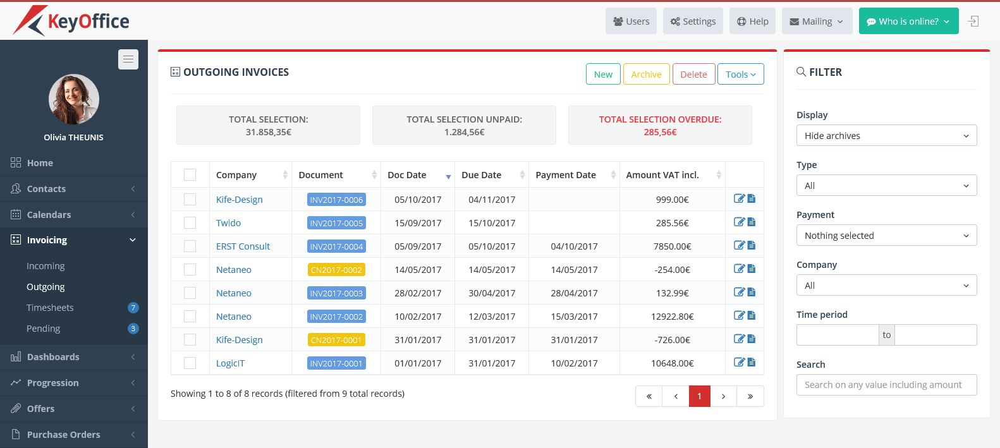 KeyOffice
Users
Settings
Help
Mailing
Who is online?
Olivia THEUNIS
Home
Contacts
Calendars
Invoicing
Incoming
Outgoing
Timesheets 7
Pending 3
Dashboards
Progression
Offers
Purchase Orders
OUTGOING INVOICES
New Archive Delete Tools
TOTAL SELECTION:
31.858,35€
TOTAL SELECTION UNPAID:
1.284,56€
TOTAL SELECTION OVERDUE:
285,56€
Company Document Doc Date Due Date Payment Date Amount VAT incl.
Kife-Design INV2017-0006 05/10/2017 04/11/2017 999.00€
Twido INV2017-0005 15/09/2017 15/10/2017 285.56€
ERST Consult INV2017-0004 05/09/2017 05/10/2017 04/10/2017 7850.00€
Netaneo CN2017-0002 14/05/2017 14/05/2017 14/05/2017 -254.00€
Netaneo INV2017-0003 28/02/2017 30/04/2017 28/04/2017 132.99€
Netaneo INV2017-0002 10/02/2017 12/03/2017 15/03/2017 12922.80€
Kife-Design CN2017-0001 31/01/2017 31/01/2017 31/01/2017 -726.00€
LogicIT INV2017-0001 01/01/2017 31/01/2017 10/02/2017 10648.00€
Showing 1 to 8 of 8 records (filtered from 9 total records)
« ‹ 1 › »
FILTER
Display
Hide archives
Type
All
Payment
Nothing selected
Company
All
Time period
to
Search
Search on any value including amount